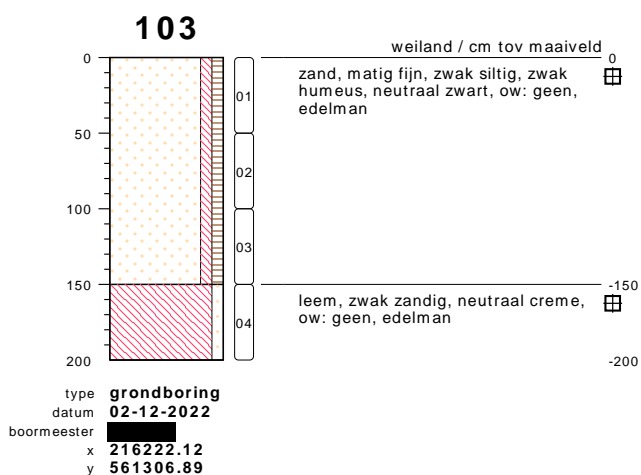 103
weiland / cm tov maaiveld
0
0
zand, matig fijn, zwak siltig, zwak
humeus, neutraal zwart, ow: geen,
edelman
01
50
02
100
03
150
-150
leem, zwak zandig, neutraal creme,
ow: geen, edelman
04
200
-200
type grondboring
datum 02-12-2022
boormeester
x 216222.12
y 561306.89